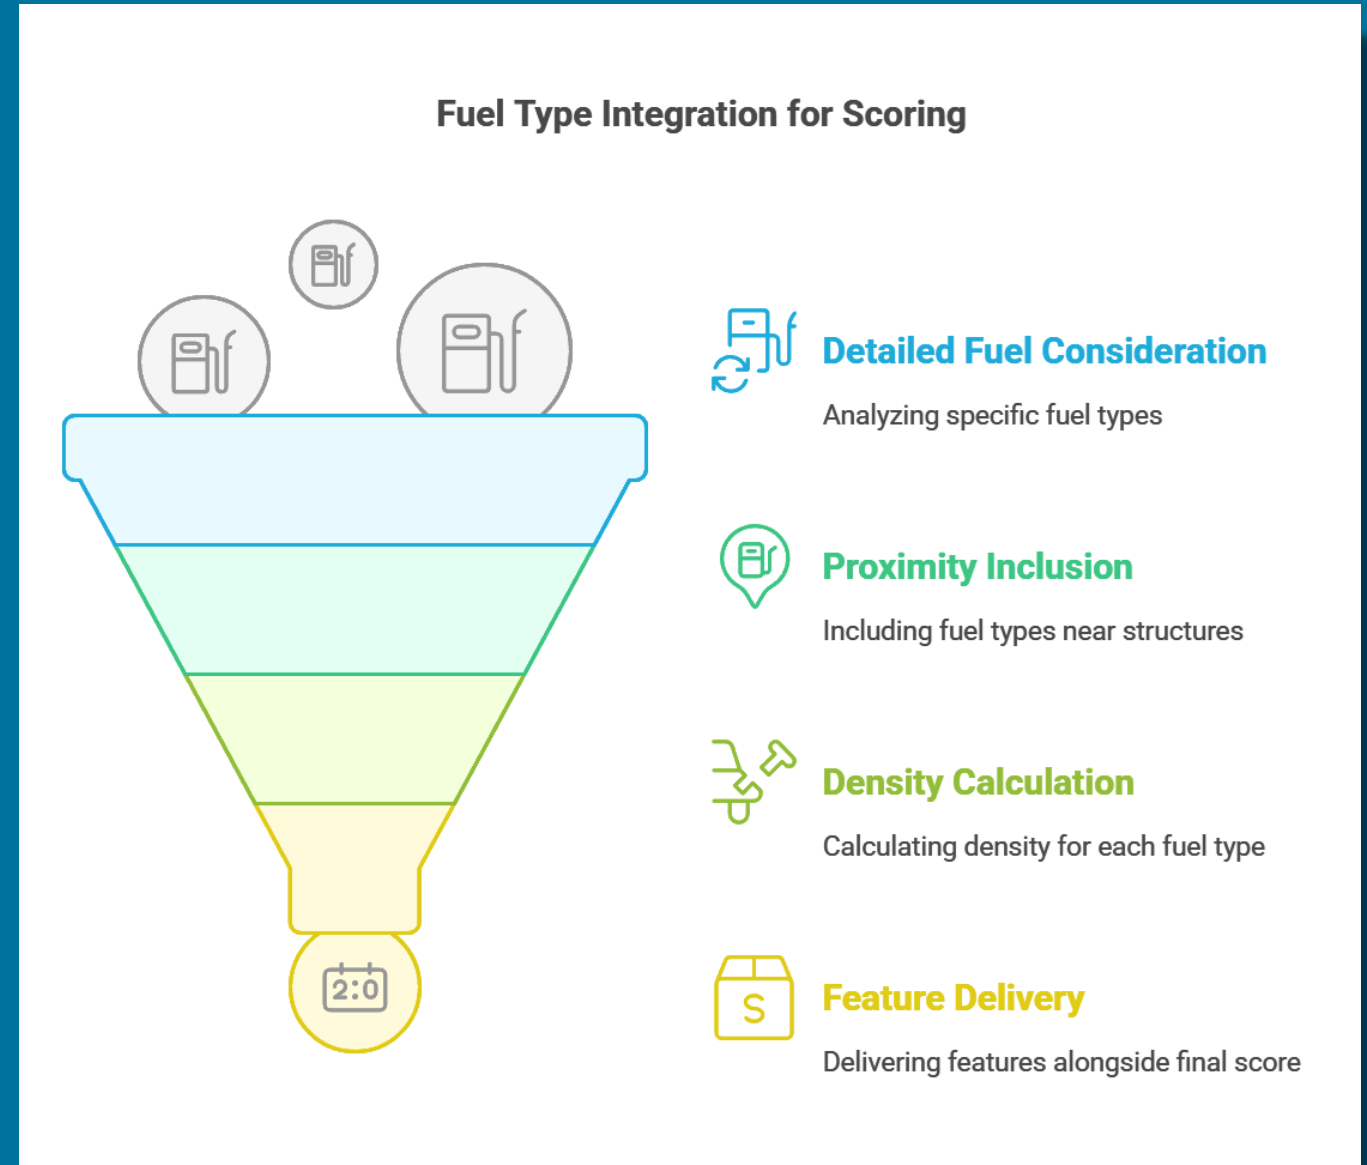 Fuel Type Integration for Scoring
Detailed Fuel Consideration
Analyzing specific fuel types
Proximity Inclusion
Including fuel types near structures
Density Calculation
Calculating density for each fuel type
2:0
S
Feature Delivery
Delivering features alongside final score